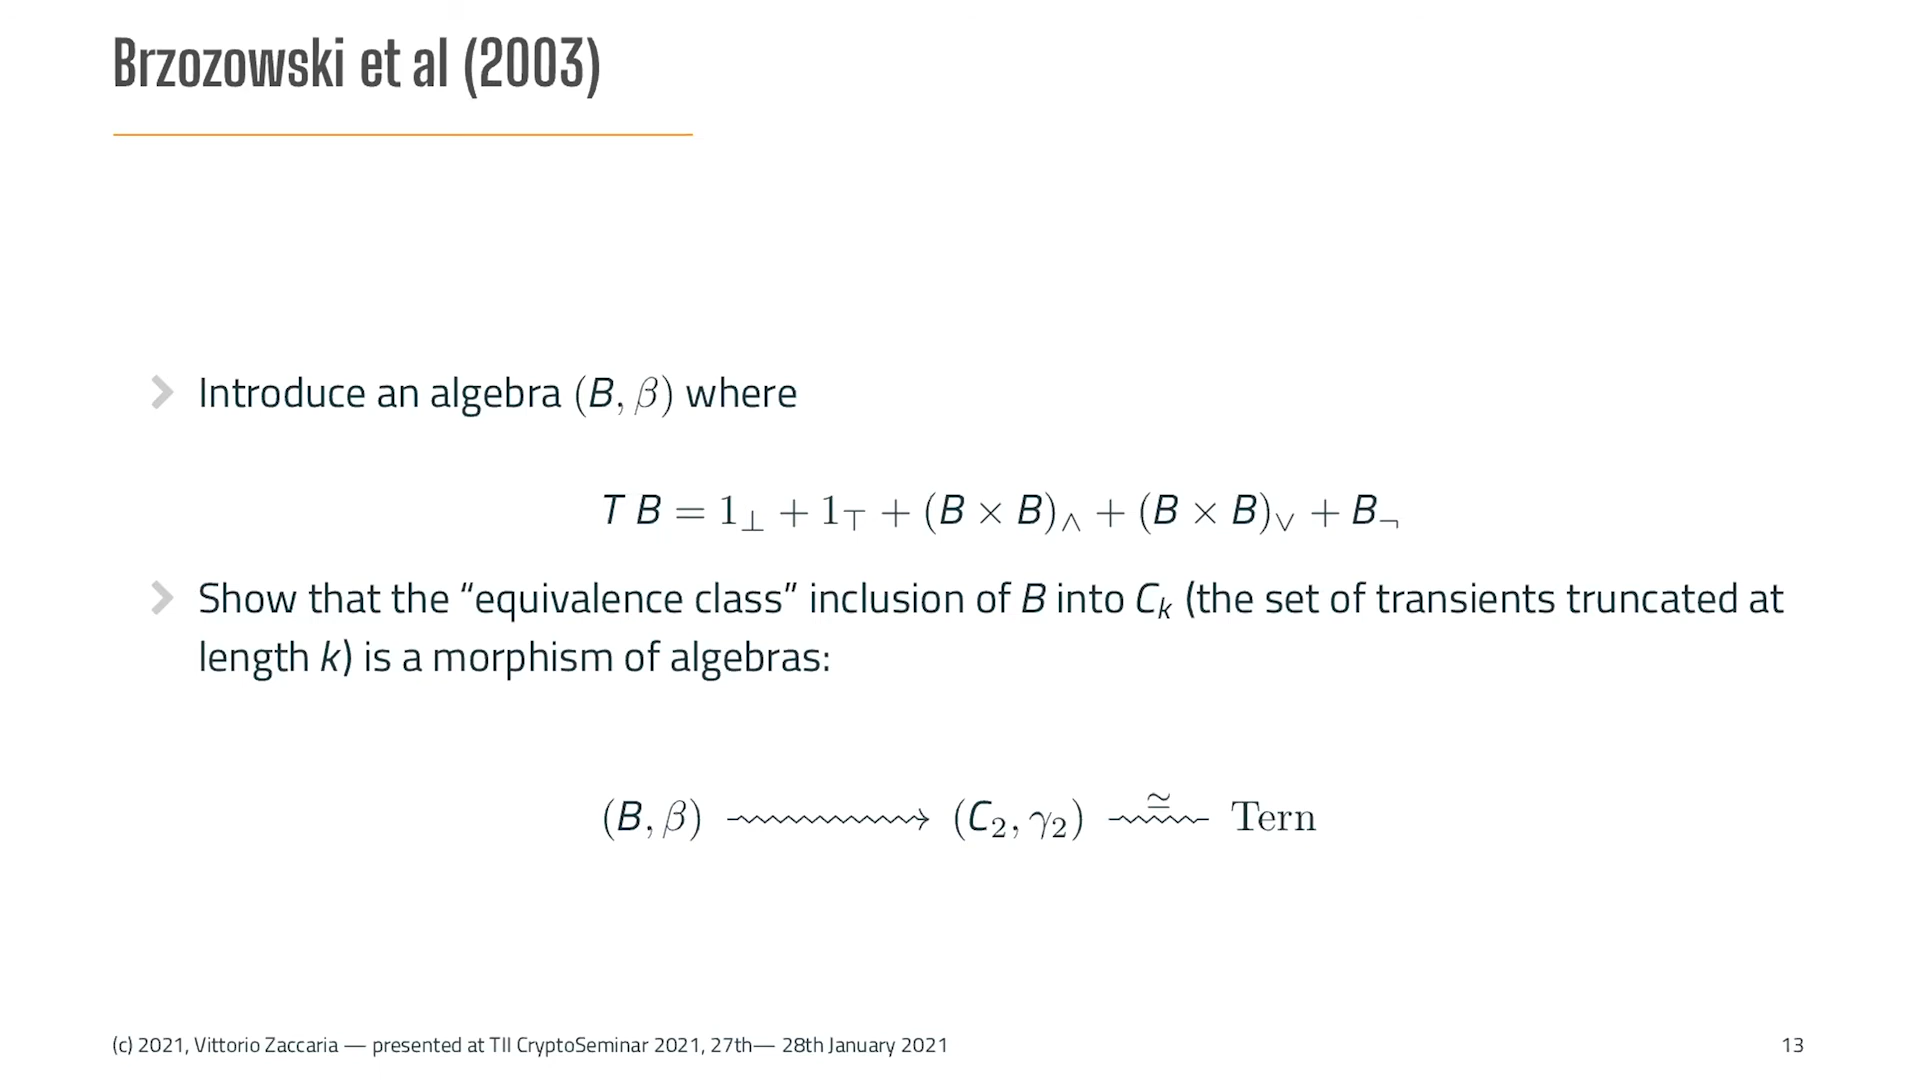 Brzozowski et al (2003)
Introduce an algebra (B, β) where
T B = 1⊥ + 1⊤ + (B × B)∧ + (B × B)∨ + B¬
Show that the “equivalence class” inclusion of B into Cₖ (the set of transients truncated at
length k) is a morphism of algebras:
(B, β) ⇝ (C₂, γ₂) ≃ Tern
(c) 2021, Vittorio Zaccaria — presented at TII CryptoSeminar 2021, 27th— 28th January 2021
13